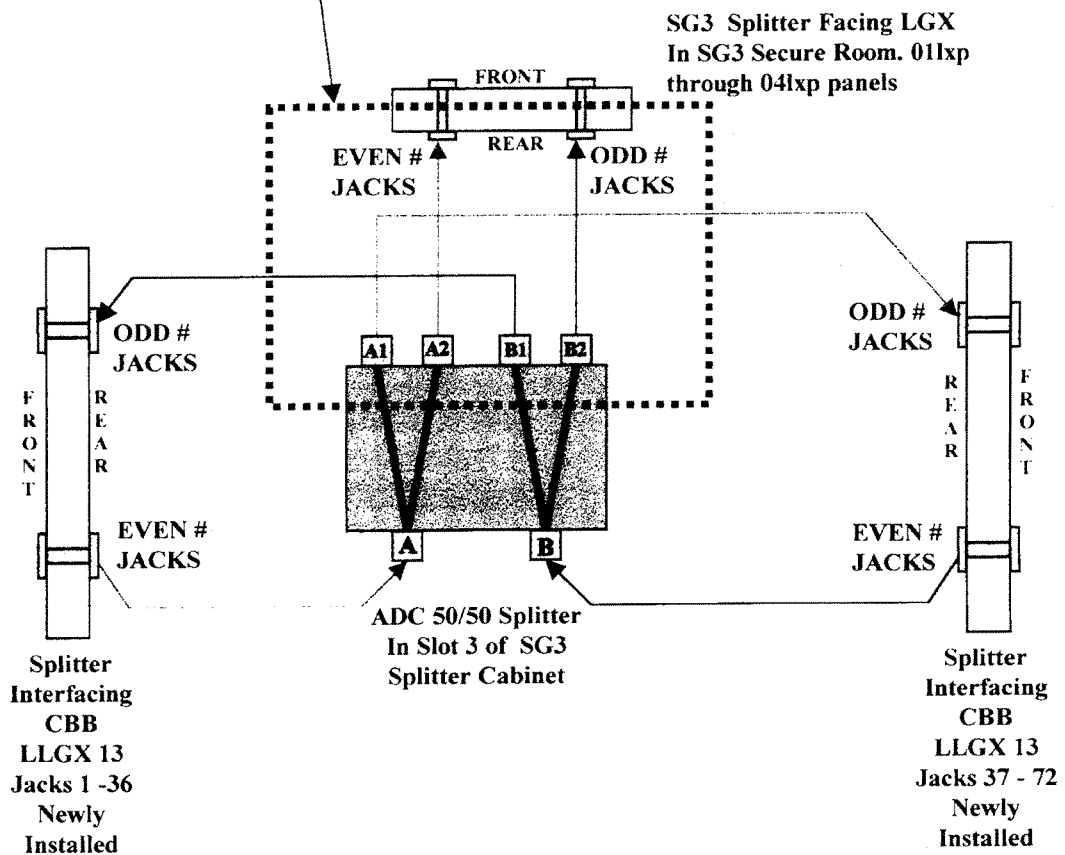 SG3 Splitter Facing LGX
In SG3 Secure Room. 01lxp
through 04lxp panels
FRONT
REAR
EVEN #
JACKS
ODD #
JACKS
ODD #
JACKS
ODD #
JACKS
A1
A2
B1
B2
FRONT
REAR
REAR
FRONT
EVEN #
JACKS
EVEN #
JACKS
A
B
ADC 50/50 Splitter
In Slot 3 of SG3
Splitter Cabinet
Splitter
Interfacing
CBB
LLGX 13
Jacks 1 -36
Newly
Installed
Splitter
Interfacing
CBB
LLGX 13
Jacks 37 - 72
Newly
Installed